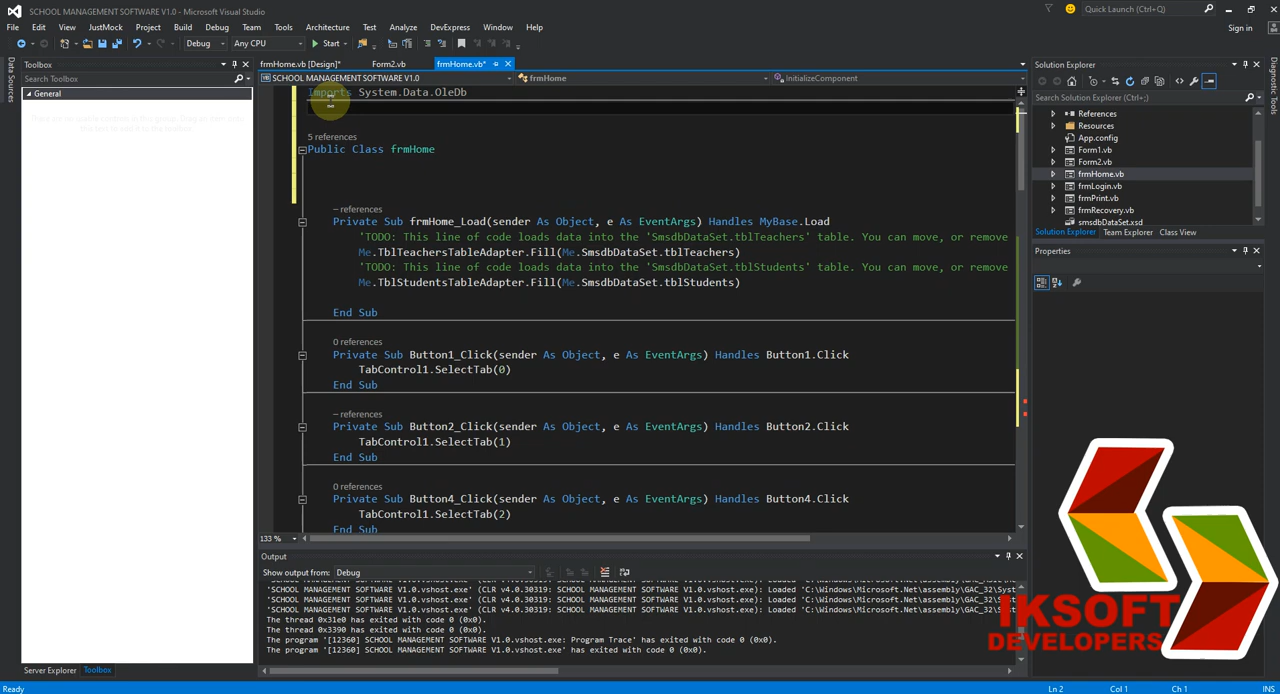 SCHOOL MANAGEMENT SOFTWARE V1.0 - Microsoft Visual Studio
Quick Launch (Ctrl+Q)
File Edit View JustMock Project Build Debug Team Tools Architecture Test Analyze DevExpress Window Help
Sign in
Debug Any CPU Start
Data Sources
Toolbox
Search Toolbox
General
Server Explorer Toolbox
frmHome.vb [Design]* Form2.vb frmHome.vb*
SCHOOL MANAGEMENT SOFTWARE V1.0 frmHome InitializeComponent
Imports System.Data.OleDb
5 references
Public Class frmHome
– references
Private Sub frmHome_Load(sender As Object, e As EventArgs) Handles MyBase.Load
'TODO: This line of code loads data into the 'SmsdbDataSet.tblTeachers' table. You can move, or remove
Me.TblTeachersTableAdapter.Fill(Me.SmsdbDataSet.tblTeachers)
'TODO: This line of code loads data into the 'SmsdbDataSet.tblStudents' table. You can move, or remove
Me.TblStudentsTableAdapter.Fill(Me.SmsdbDataSet.tblStudents)
End Sub
0 references
Private Sub Button1_Click(sender As Object, e As EventArgs) Handles Button1.Click
TabControl1.SelectTab(0)
End Sub
– references
Private Sub Button2_Click(sender As Object, e As EventArgs) Handles Button2.Click
TabControl1.SelectTab(1)
End Sub
0 references
Private Sub Button4_Click(sender As Object, e As EventArgs) Handles Button4.Click
TabControl1.SelectTab(2)
End Sub
133 %
Output
Show output from: Debug
'SCHOOL MANAGEMENT SOFTWARE V1.0.vshost.exe' (CLR v4.0.30319: SCHOOL MANAGEMENT SOFTWARE V1.0.vshost.exe): Loaded 'C:\Windows\Microsoft.Net\assembly\GAC_MSIL\
'SCHOOL MANAGEMENT SOFTWARE V1.0.vshost.exe' (CLR v4.0.30319: SCHOOL MANAGEMENT SOFTWARE V1.0.vshost.exe): Loaded 'C:\Windows\Microsoft.Net\assembly\GAC_32\Syst
'SCHOOL MANAGEMENT SOFTWARE V1.0.vshost.exe' (CLR v4.0.30319: SCHOOL MANAGEMENT SOFTWARE V1.0.vshost.exe): Loaded 'C:\Windows\Microsoft.Net\assembly\GAC_32\Syst
The thread 0x31e0 has exited with code 0 (0x0).
The thread 0x3390 has exited with code 0 (0x0).
The program '[12360] SCHOOL MANAGEMENT SOFTWARE V1.0.vshost.exe: Program Trace' has exited with code 0 (0x0).
The program '[12360] SCHOOL MANAGEMENT SOFTWARE V1.0.vshost.exe' has exited with code 0 (0x0).
Solution Explorer
Search Solution Explorer (Ctrl+;)
References
Resources
App.config
Form1.vb
Form2.vb
frmHome.vb
frmLogin.vb
frmPrint.vb
frmRecovery.vb
smsdbDataSet.xsd
Solution Explorer Team Explorer Class View
Properties
Diagnostic Tools
IKSOFT
DEVELOPERS
Ready Ln 2 Col 1 Ch 1 INS